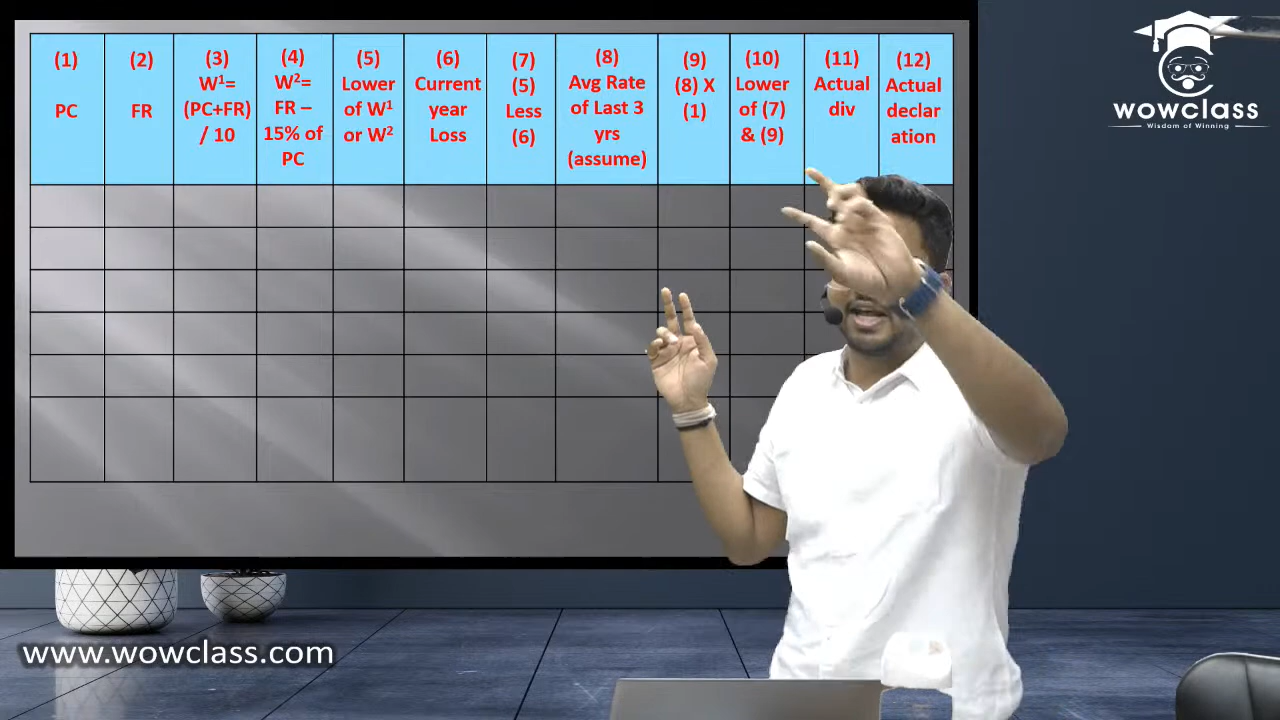 (1)
PC
(2)
FR
(3)
W¹=
(PC+FR)
/ 10
(4)
W²=
FR –
15% of
PC
(5)
Lower
of W¹
or W²
(6)
Current
year
Loss
(7)
(5)
Less
(6)
(8)
Avg Rate
of Last 3
yrs
(assume)
(9)
(8) X
(1)
(10)
Lower
of (7)
& (9)
(11)
Actual
div
(12)
Actual
declar
ation
wowclass
Wisdom of Winning
www.wowclass.com